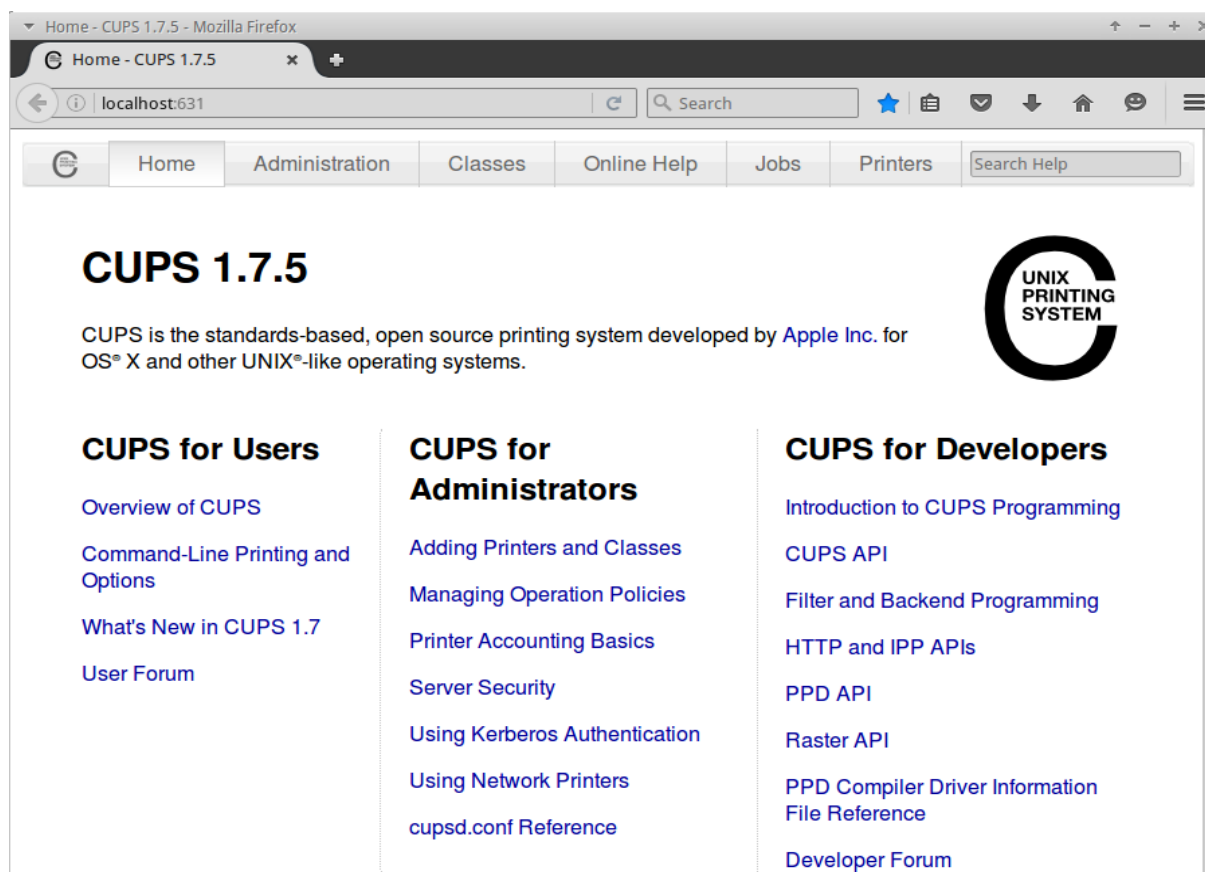 Home - CUPS 1.7.5 - Mozilla Firefox
Home - CUPS 1.7.5
localhost:631
Search
Home Administration Classes Online Help Jobs Printers Search Help
CUPS 1.7.5
CUPS is the standards-based, open source printing system developed by Apple Inc. for
OS® X and other UNIX®-like operating systems.
UNIX
PRINTING
SYSTEM
CUPS for Users
Overview of CUPS
Command-Line Printing and
Options
What's New in CUPS 1.7
User Forum
CUPS for
Administrators
Adding Printers and Classes
Managing Operation Policies
Printer Accounting Basics
Server Security
Using Kerberos Authentication
Using Network Printers
cupsd.conf Reference
CUPS for Developers
Introduction to CUPS Programming
CUPS API
Filter and Backend Programming
HTTP and IPP APIs
PPD API
Raster API
PPD Compiler Driver Information
File Reference
Developer Forum